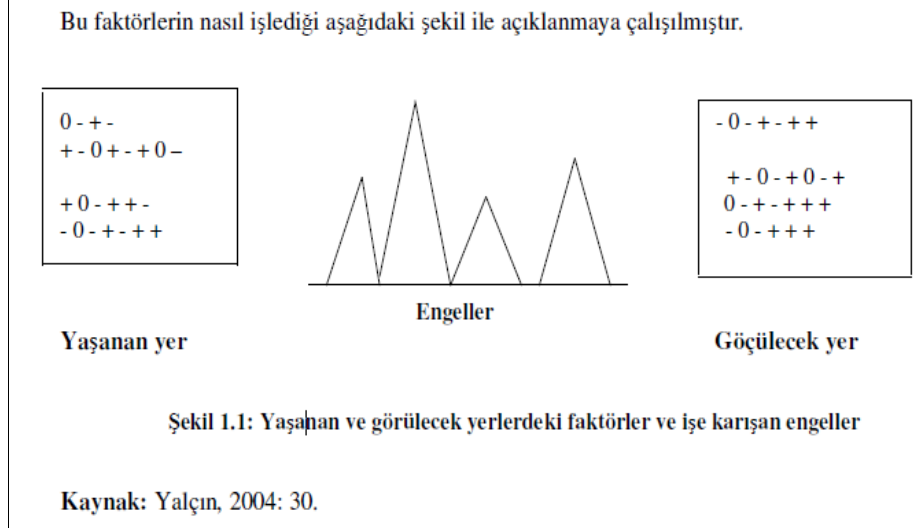 Bu faktörlerin nasıl işlediği aşağıdaki şekil ile açıklanmaya çalışılmıştır.
0 - + -
+ - 0 + - + 0 –
+ 0 - + + -
- 0 - + - + +
- 0 - + - + +
+ - 0 - + 0 - +
0 - + - + + +
- 0 - + + +
Engeller
Yaşanan yer
Göçülecek yer
Şekil 1.1: Yaşanan ve görülecek yerlerdeki faktörler ve işe karışan engeller
Kaynak: Yalçın, 2004: 30.